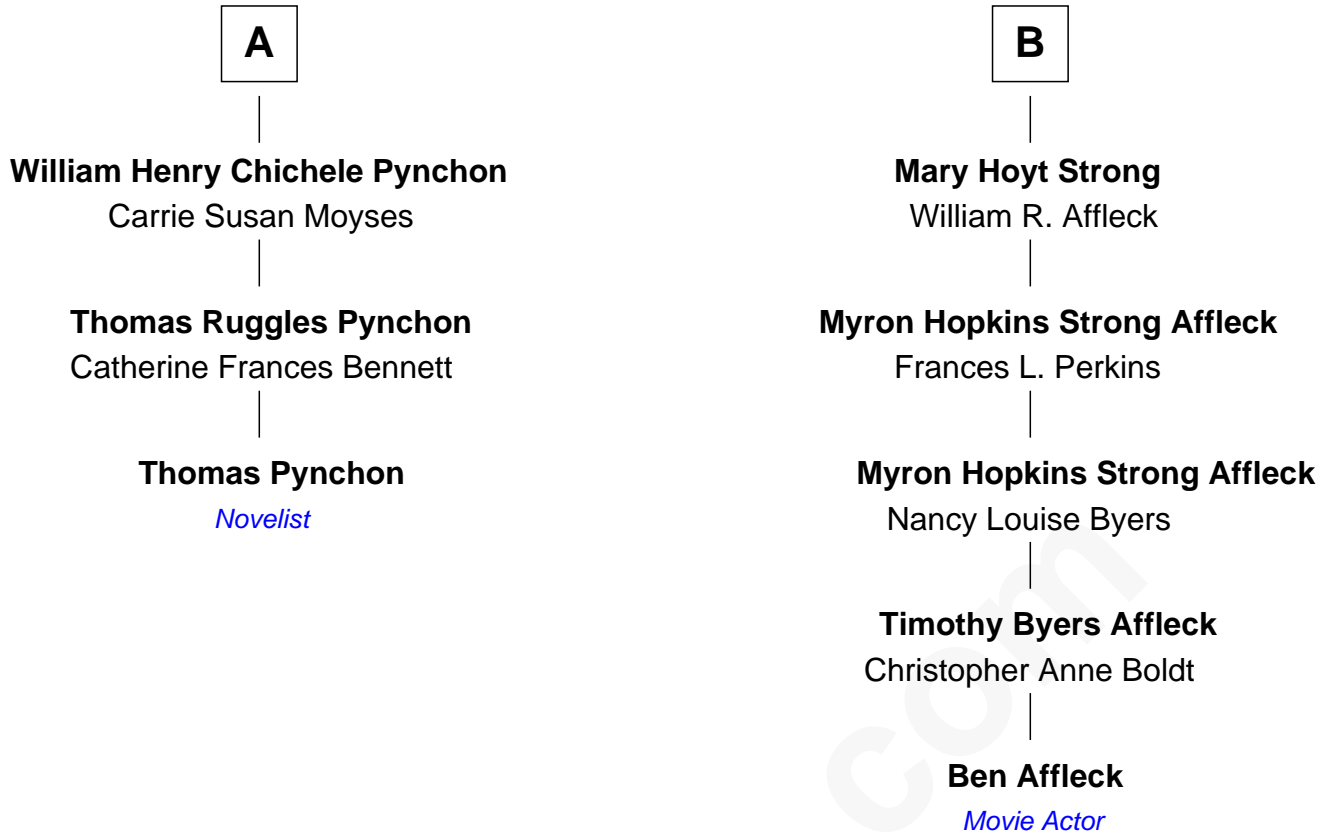 A
William Henry Chichele Pynchon
Carrie Susan Moyses
Thomas Ruggles Pynchon
Catherine Frances Bennett
Thomas Pynchon
Novelist
B
Mary Hoyt Strong
William R. Affleck
Myron Hopkins Strong Affleck
Frances L. Perkins
Myron Hopkins Strong Affleck
Nancy Louise Byers
Timothy Byers Affleck
Christopher Anne Boldt
Ben Affleck
Movie Actor
com